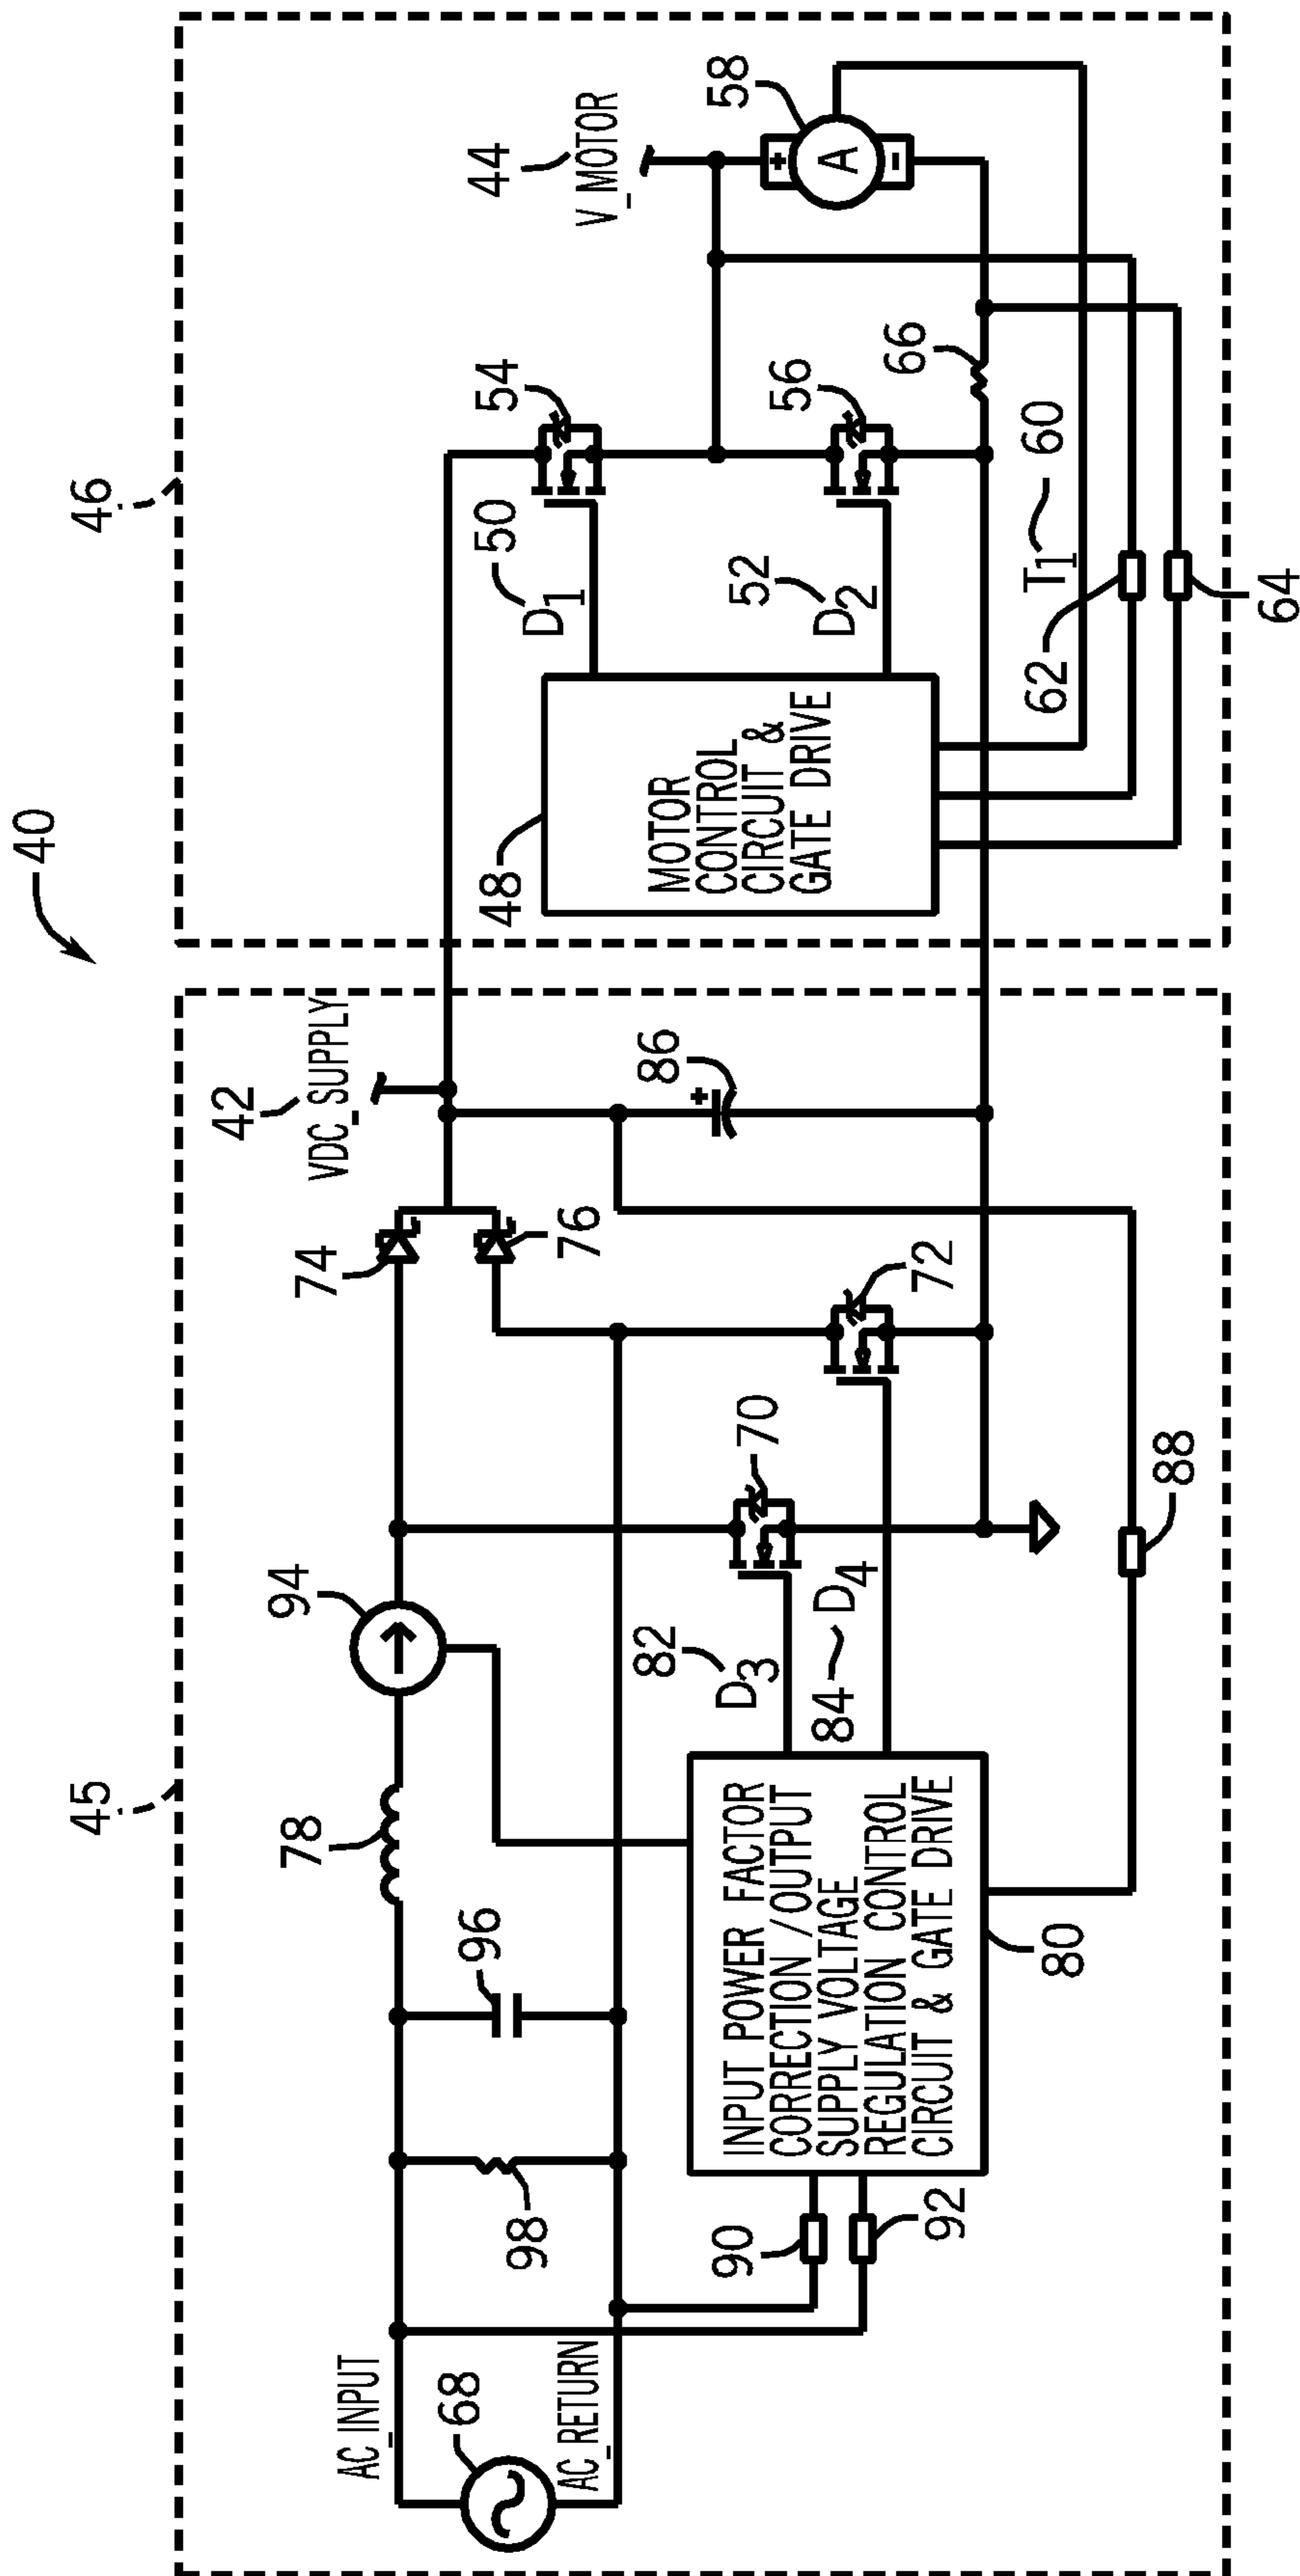 40
45
46
42
VDC_SUPPLY
44
V_MOTOR
AC_INPUT
68
AC_RETURN
98
96
78
94
74
76
86
+
54
50
D1
52
D2
56
66
58
+
A
-
48
MOTOR
CONTROL
CIRCUIT &
GATE DRIVE
T1
60
62
64
70
72
82
D3
84
D4
90
92
INPUT POWER FACTOR
CORRECTION/OUTPUT
SUPPLY VOLTAGE
REGULATION CONTROL
CIRCUIT & GATE DRIVE
80
88